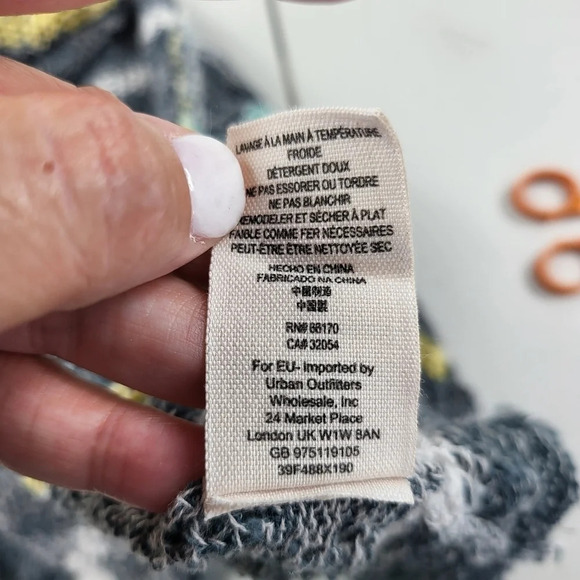 LAVAGE À LA MAIN À TEMPÉRATURE
FROIDE
DÉTERGENT DOUX
NE PAS ESSORER OU TORDRE
NE PAS BLANCHIR
REMODELER ET SÉCHER À PLAT
FAIBLE COMME FER NÉCESSAIRES
PEUT-ÊTRE ÊTRE NETTOYÉE SEC
HECHO EN CHINA
FABRICADO NA CHINA
中国制造
中國製
RN# 66170
CA# 32054
For EU- Imported by
Urban Outfitters
Wholesale, Inc
24 Market Place
London UK W1W 8AN
GB 975119105
39F488X190